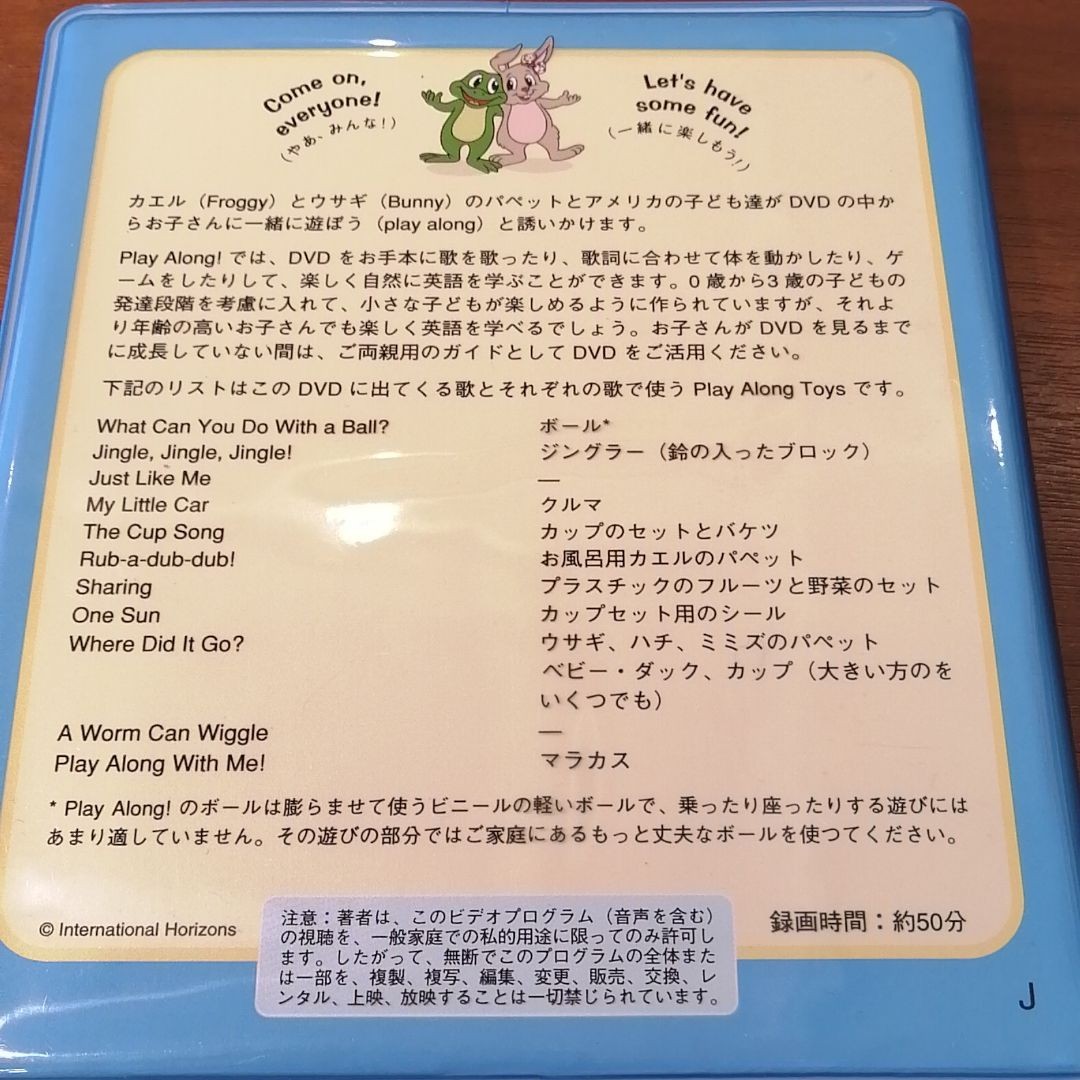 Come on,
everyone!
(やあ、みんな!)
Let's have
some fun!
(一緒に楽しもう!)
カエル（Froggy）とウサギ（Bunny）のパペットとアメリカの子ども達が DVD の中か
らお子さんに一緒に遊ぼう（play along）と誘いかけます。
Play Along! では、DVD をお手本に歌を歌ったり、歌詞に合わせて体を動かしたり、ゲ
ームをしたりして、楽しく自然に英語を学ぶことができます。0 歳から3 歳の子どもの
発達段階を考慮に入れて、小さな子どもが楽しめるように作られていますが、それよ
り年齢の高いお子さんでも楽しく英語を学べるでしょう。お子さんが DVD を見るまで
に成長していない間は、ご両親用のガイドとして DVD をご活用ください。
下記のリストはこの DVD に出てくる歌とそれぞれの歌で使う Play Along Toys です。
What Can You Do With a Ball? ボール*
Jingle, Jingle, Jingle! ジングラー（鈴の入ったブロック）
Just Like Me —
My Little Car クルマ
The Cup Song カップのセットとバケツ
Rub-a-dub-dub! お風呂用カエルのパペット
Sharing プラスチックのフルーツと野菜のセット
One Sun カップセット用のシール
Where Did It Go? ウサギ、ハチ、ミミズのパペット
ベビー・ダック、カップ（大きい方のを
いくつでも）
A Worm Can Wiggle —
Play Along With Me! マラカス
* Play Along! のボールは膨らませて使うビニールの軽いボールで、乗ったり座ったりする遊びには
あまり適していません。その遊びの部分ではご家庭にあるもっと丈夫なボールを使つてください。
© International Horizons
注意：著者は、このビデオプログラム（音声を含む）
の視聴を、一般家庭での私的用途に限ってのみ許可し
ます。したがって、無断でこのプログラムの全体また
は一部を、複製、複写、編集、変更、販売、交換、レ
ンタル、上映、放映することは一切禁じられています。
録画時間：約50分
J